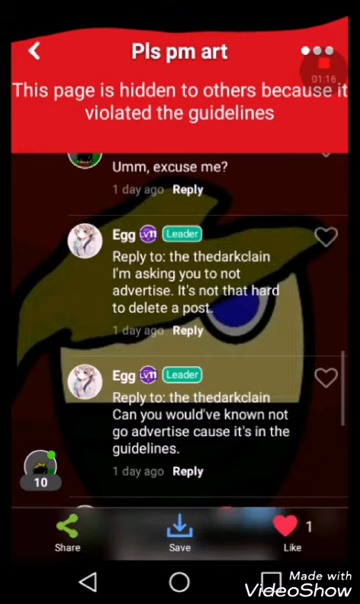 Pls pm art
01:16
This page is hidden to others because it
violated the guidelines
Umm, excuse me?
1 day ago Reply
Egg LV11 Leader
Reply to: the thedarkclain
I'm asking you to not
advertise. It's not that hard
to delete a post.
1 day ago Reply
Egg LV11 Leader
Reply to: the thedarkclain
Can you would've known not
go advertise cause it's in the
guidelines.
1 day ago Reply
10
1
Share
Save
Like
Made with
VideoShow